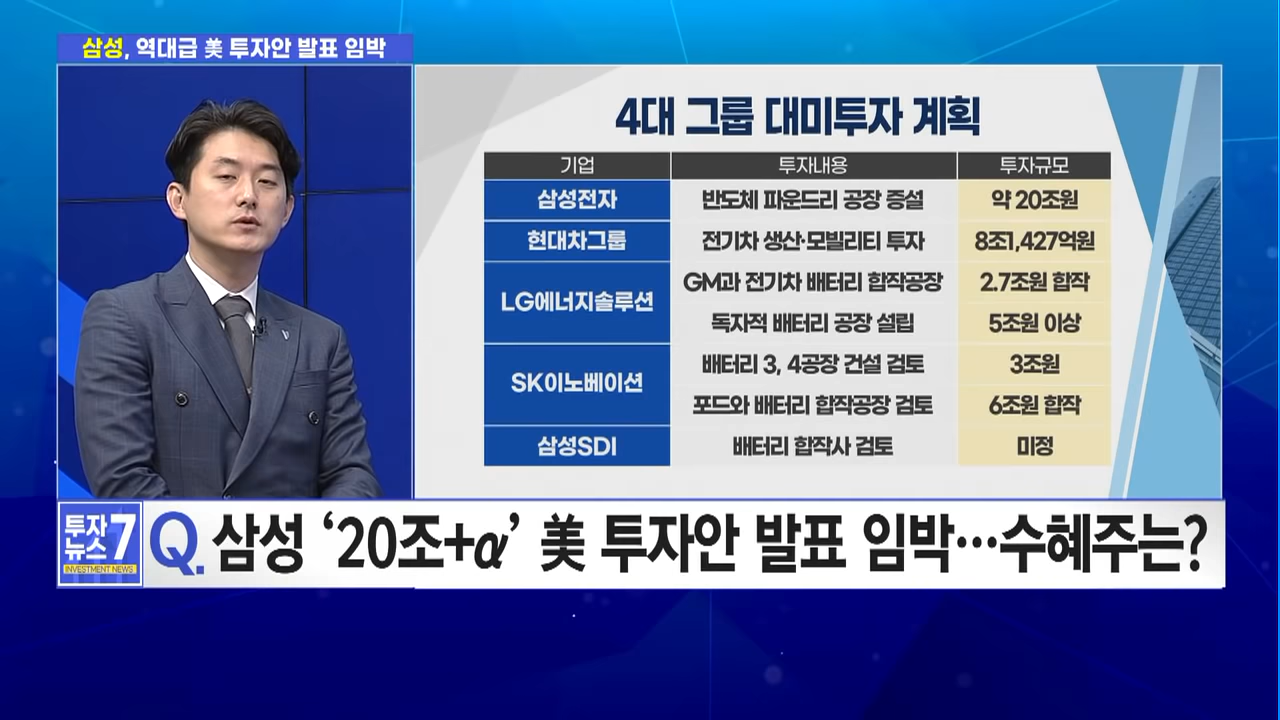 삼성, 역대급 美 투자안 발표 임박
4대 그룹 대미투자 계획
기업 투자내용 투자규모
삼성전자 반도체 파운드리 공장 증설 약 20조원
현대차그룹 전기차 생산·모빌리티 투자 8조1,427억원
LG에너지솔루션 GM과 전기차 배터리 합작공장 2.7조원 합작
독자적 배터리 공장 설립 5조원 이상
SK이노베이션 배터리 3, 4공장 건설 검토 3조원
포드와 배터리 합작공장 검토 6조원 합작
삼성SDI 배터리 합작사 검토 미정
투자뉴스7
INVESTMENT NEWS
Q. 삼성 ‘20조+α’ 美 투자안 발표 임박…수혜주는?